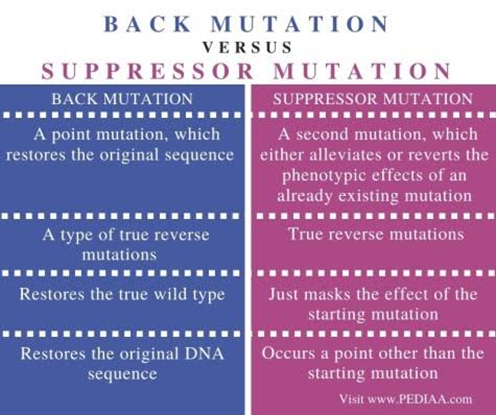 BACK MUTATION
VERSUS
SUPPRESSOR MUTATION
BACK MUTATION
A point mutation, which
restores the original sequence
A type of true reverse
mutations
Restores the true wild type
Restores the original DNA
sequence
SUPPRESSOR MUTATION
A second mutation, which
either alleviates or reverts the
phenotypic effects of an
already existing mutation
True reverse mutations
Just masks the effect of the
starting mutation
Occurs a point other than the
starting mutation
Visit www.PEDIAA.com